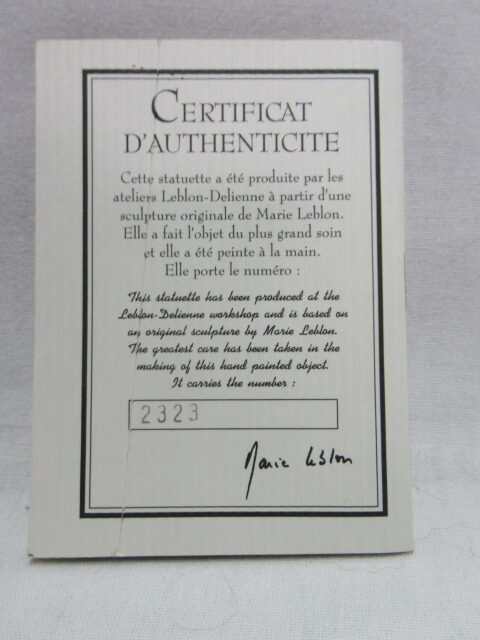 CERTIFICAT
D'AUTHENTICITE
Cette statuette a été produite par les
ateliers Leblon-Delienne à partir d'une
sculpture originale de Marie Leblon.
Elle a fait l'objet du plus grand soin
et elle a été peinte à la main.
Elle porte le numéro :
This statuette has been produced at the
Leblon-Delienne workshop and is based on
an original sculpture by Marie Leblon.
The greatest care has been taken in the
making of this hand painted object.
It carries the number :
2323
Marie Leblon